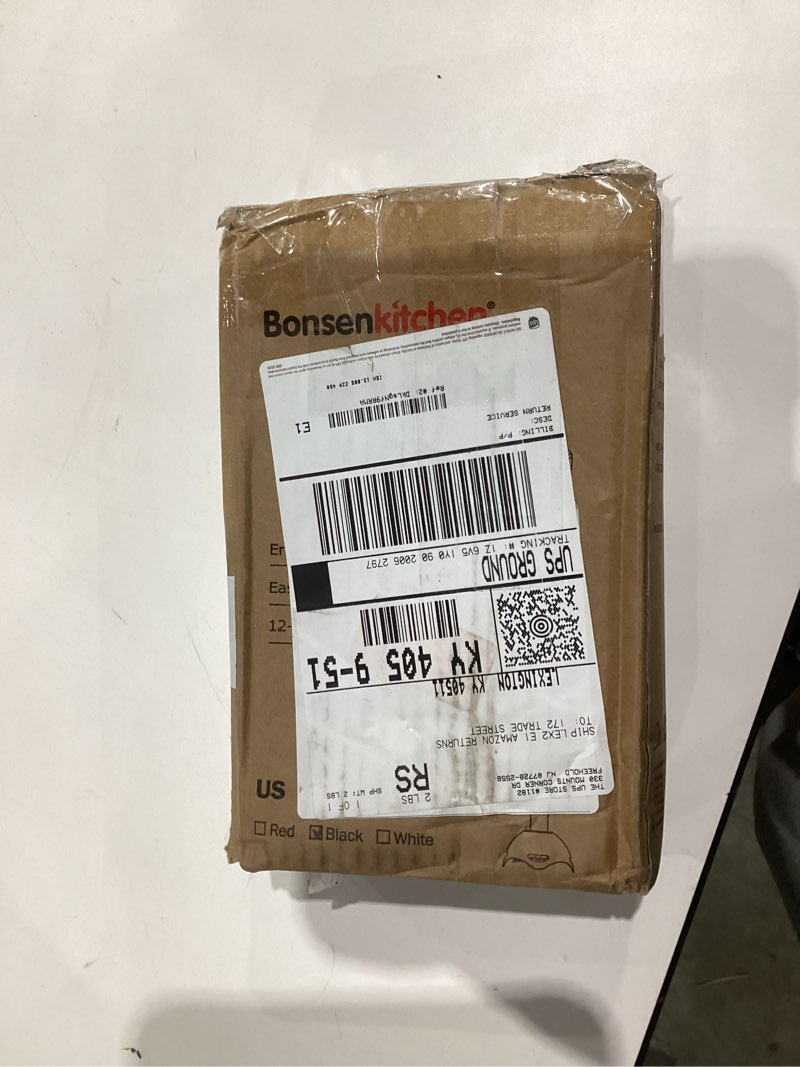 Bonsenkitchen®
US
Red Black White
THE UPS STORE #1182
330 MOUNTS CORNER DR
FREEHOLD NJ 07728-2558
2 LBS
1 OF 1
RS
SHP WT: 2 LBS
SHIP LEX2 E1 AMAZON RETURNS
TO: 172 TRADE STREET
LEXINGTON KY 40511
KY 405 9-51
UPS GROUND
TRACKING #: 1Z 6V5 1Y0 90 2006 2797
BILLING: P/P
DESC:
RETURN SERVICE
E1